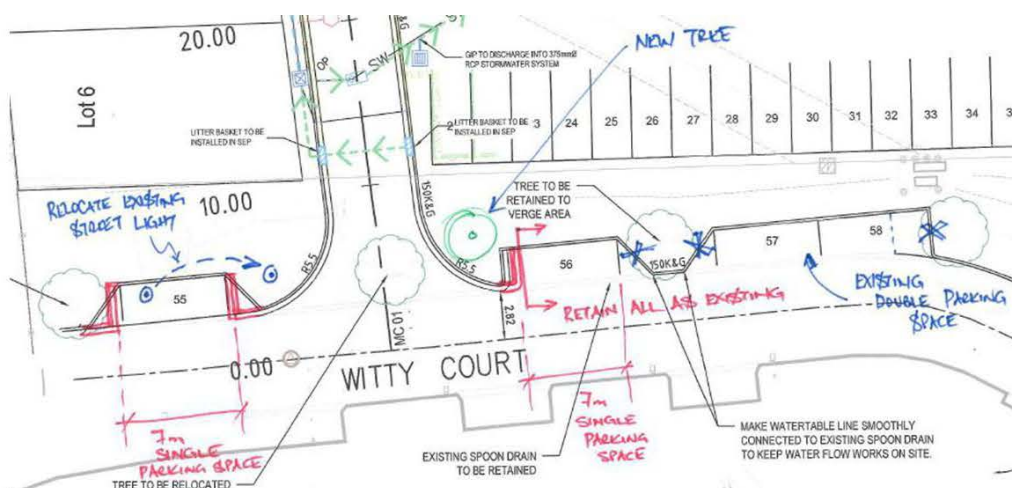 20.00
Lot 6
OP
SW
GIP TO DISCHARGE INTO 375mmØ
RCP STORMWATER SYSTEM
NEW TREE
LITTER BASKET TO BE
INSTALLED IN SEP
LITTER BASKET TO BE
INSTALLED IN SEP
2
3
24
25
26
27
28
29
30
31
32
33
34
RELOCATE EXISTING
STREET LIGHT
10.00
150K&G
TREE TO BE
RETAINED TO
VERGE AREA
R5.5
R5.5
55
56
150K&G
57
58
2.82
RETAIN ALL AS EXISTING
EXISTING
DOUBLE PARKING
SPACE
MC 01
0.00
WITTY COURT
7m
SINGLE
PARKING SPACE
7m
SINGLE
PARKING
SPACE
EXISTING SPOON DRAIN
TO BE RETAINED
MAKE WATERTABLE LINE SMOOTHLY
CONNECTED TO EXISTING SPOON DRAIN
TO KEEP WATER FLOW WORKS ON SITE.
TREE TO BE RELOCATED